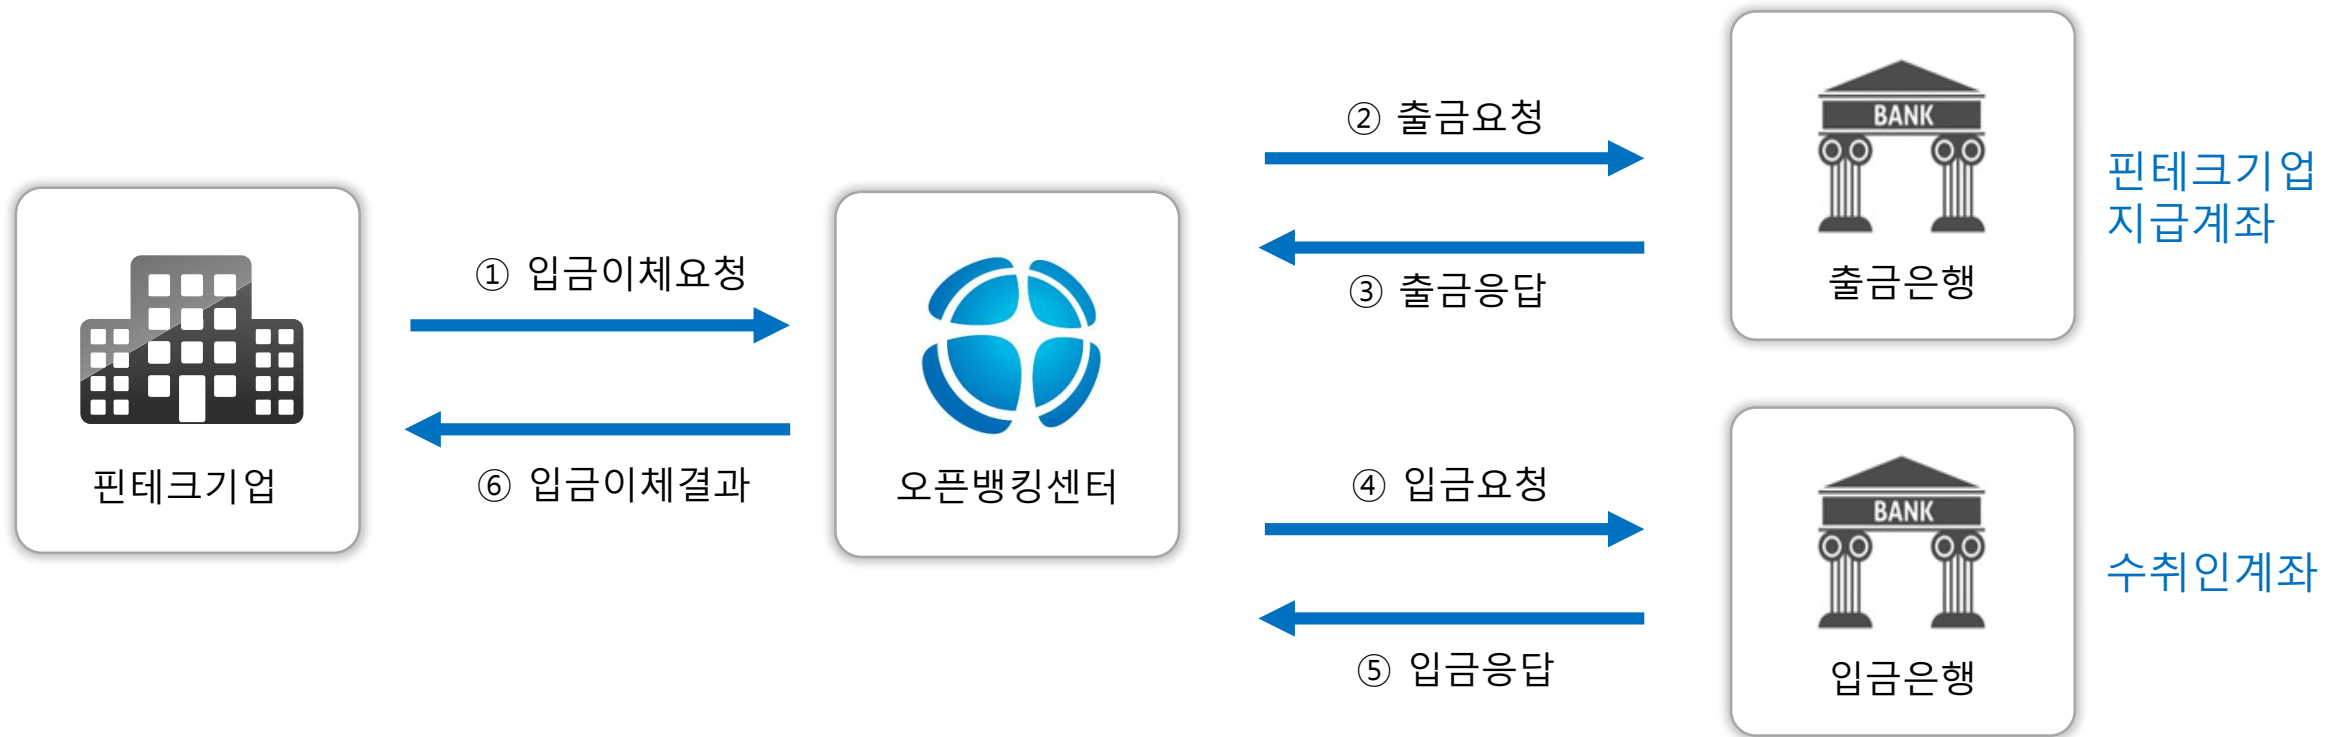 ② 출금요청
BANK
핀테크기업
지급계좌
출금은행
③ 출금응답
① 입금이체요청
핀테크기업
⑥ 입금이체결과
오픈뱅킹센터
④ 입금요청
BANK
수취인계좌
⑤ 입금응답
입금은행